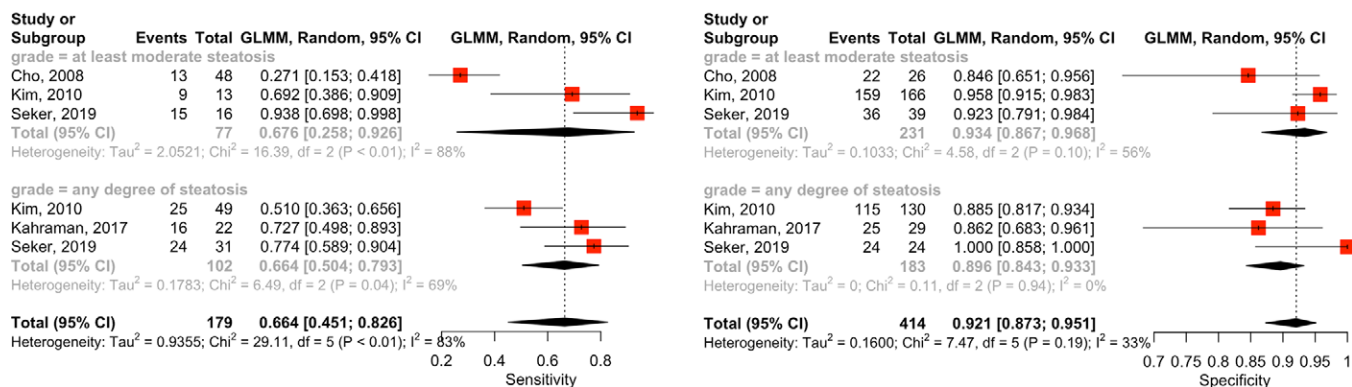 Study or
Subgroup Events Total GLMM, Random, 95% CI GLMM, Random, 95% CI
grade = at least moderate steatosis
Cho, 2008 13 48 0.271 [0.153; 0.418]
Kim, 2010 9 13 0.692 [0.386; 0.909]
Seker, 2019 15 16 0.938 [0.698; 0.998]
Total (95% CI) 77 0.676 [0.258; 0.926]
Heterogeneity: Tau² = 2.0521; Chi² = 16.39, df = 2 (P < 0.01); I² = 88%
grade = any degree of steatosis
Kim, 2010 25 49 0.510 [0.363; 0.656]
Kahraman, 2017 16 22 0.727 [0.498; 0.893]
Seker, 2019 24 31 0.774 [0.589; 0.904]
Total (95% CI) 102 0.664 [0.504; 0.793]
Heterogeneity: Tau² = 0.1783; Chi² = 6.49, df = 2 (P = 0.04); I² = 69%
Total (95% CI) 179 0.664 [0.451; 0.826]
Heterogeneity: Tau² = 0.9355; Chi² = 29.11, df = 5 (P < 0.01); I² = 83%
0.2 0.4 0.6 0.8
Sensitivity
Study or
Subgroup Events Total GLMM, Random, 95% CI GLMM, Random, 95% CI
grade = at least moderate steatosis
Cho, 2008 22 26 0.846 [0.651; 0.956]
Kim, 2010 159 166 0.958 [0.915; 0.983]
Seker, 2019 36 39 0.923 [0.791; 0.984]
Total (95% CI) 231 0.934 [0.867; 0.968]
Heterogeneity: Tau² = 0.1033; Chi² = 4.58, df = 2 (P = 0.10); I² = 56%
grade = any degree of steatosis
Kim, 2010 115 130 0.885 [0.817; 0.934]
Kahraman, 2017 25 29 0.862 [0.683; 0.961]
Seker, 2019 24 24 1.000 [0.858; 1.000]
Total (95% CI) 183 0.896 [0.843; 0.933]
Heterogeneity: Tau² = 0; Chi² = 0.11, df = 2 (P = 0.94); I² = 0%
Total (95% CI) 414 0.921 [0.873; 0.951]
Heterogeneity: Tau² = 0.1600; Chi² = 7.47, df = 5 (P = 0.19); I² = 33%
0.7 0.75 0.8 0.85 0.9 0.95 1
Specificity